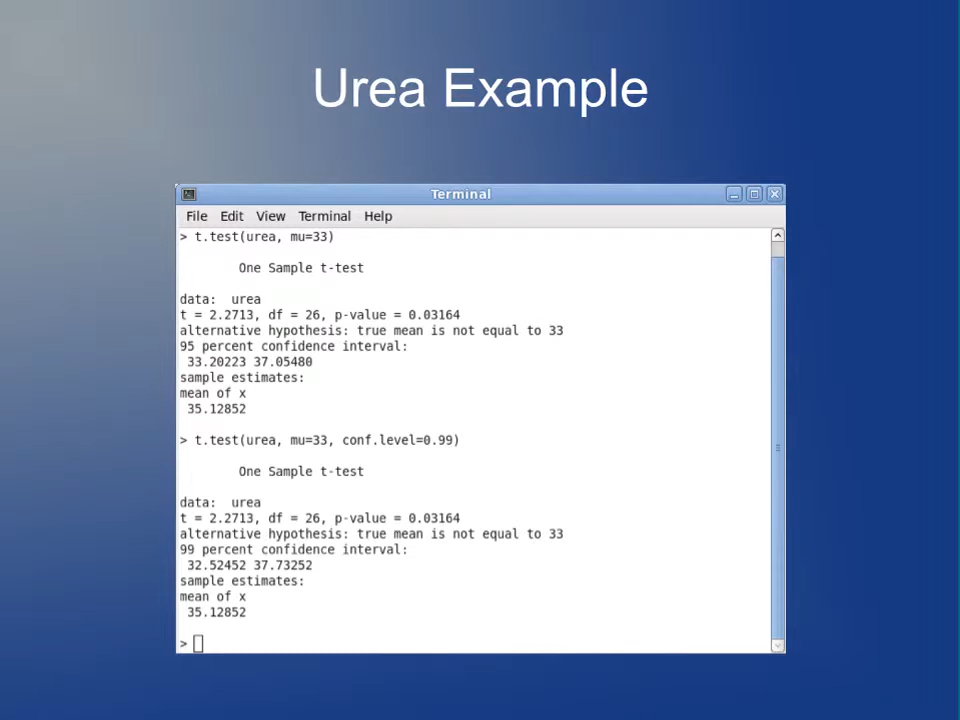 Urea Example
Terminal
File Edit View Terminal Help
> t.test(urea, mu=33)
One Sample t-test
data:  urea
t = 2.2713, df = 26, p-value = 0.03164
alternative hypothesis: true mean is not equal to 33
95 percent confidence interval:
33.20223 37.05480
sample estimates:
mean of x
35.12852
> t.test(urea, mu=33, conf.level=0.99)
One Sample t-test
data:  urea
t = 2.2713, df = 26, p-value = 0.03164
alternative hypothesis: true mean is not equal to 33
99 percent confidence interval:
32.52452 37.73252
sample estimates:
mean of x
35.12852
>